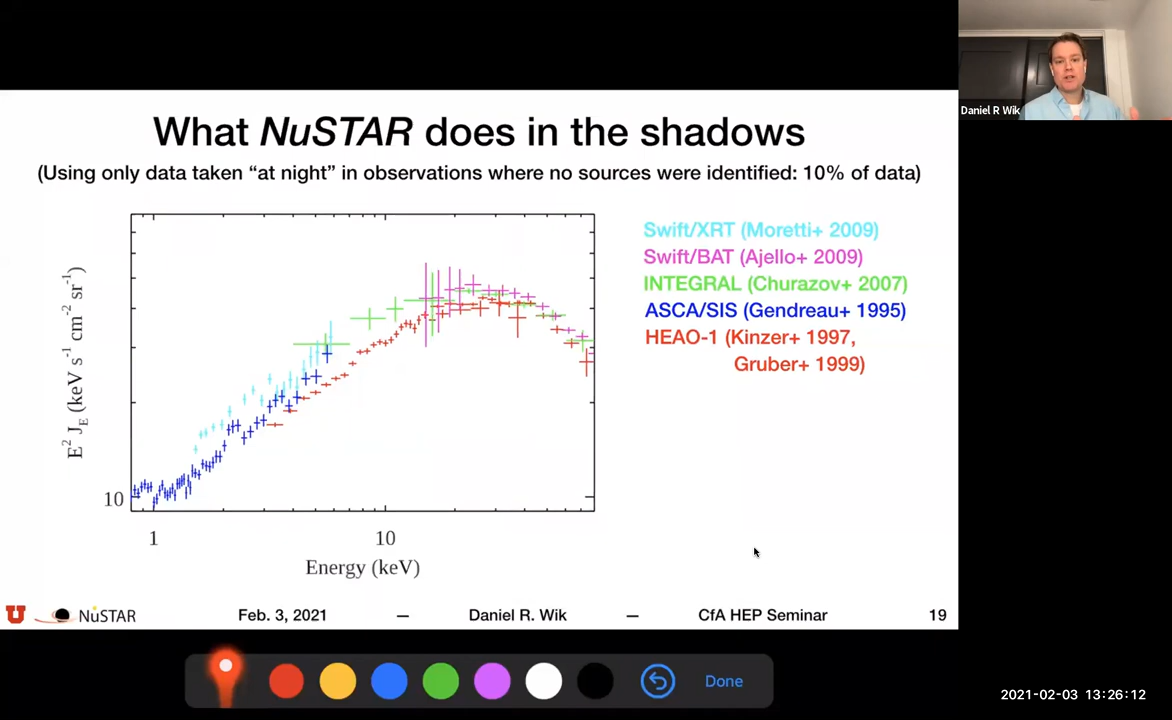 Daniel R Wik
What NuSTAR does in the shadows
(Using only data taken “at night” in observations where no sources were identified: 10% of data)
E² J_E (keV s⁻¹ cm⁻² sr⁻¹)
10
1
10
Energy (keV)
Swift/XRT (Moretti+ 2009)
Swift/BAT (Ajello+ 2009)
INTEGRAL (Churazov+ 2007)
ASCA/SIS (Gendreau+ 1995)
HEAO-1 (Kinzer+ 1997,
Gruber+ 1999)
U NuSTAR Feb. 3, 2021 — Daniel R. Wik — CfA HEP Seminar 19
Done
2021-02-03 13:26:12